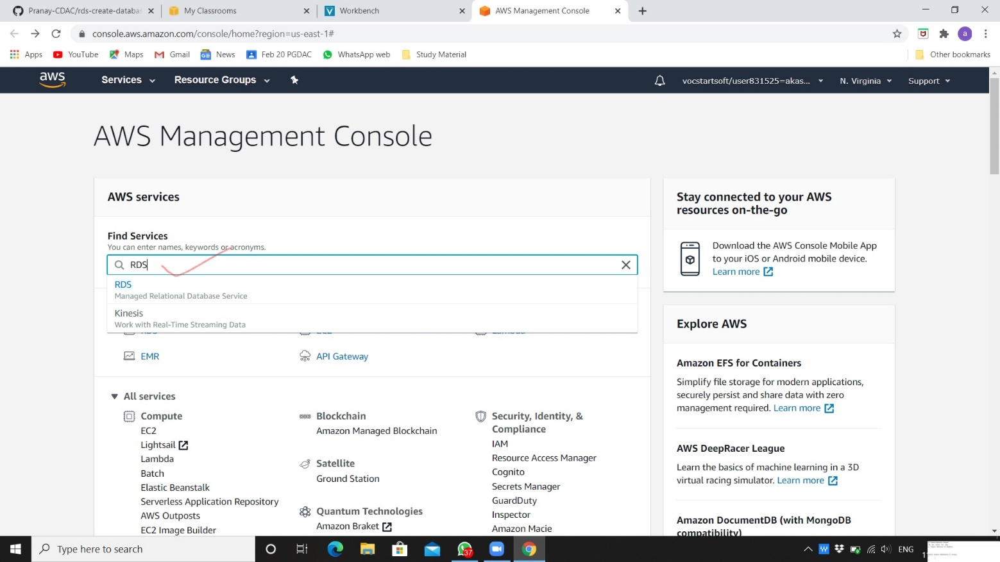 Pranay-CDAC/rds-create-databas
My Classrooms
Workbench
AWS Management Console
console.aws.amazon.com/console/home?region=us-east-1#
a
Apps
YouTube
Maps
Gmail
News
Feb 20 PGDAC
WhatsApp web
Study Material
Other bookmarks
aws
Services
Resource Groups
vocstartsoft/user831525=akas...
N. Virginia
Support
AWS Management Console
AWS services
Find Services
You can enter names, keywords or acronyms.
RDS
RDS
Managed Relational Database Service
Kinesis
Work with Real-Time Streaming Data
RDS
EC2
Lambda
EMR
API Gateway
All services
Compute
EC2
Lightsail
Lambda
Batch
Elastic Beanstalk
Serverless Application Repository
AWS Outposts
EC2 Image Builder
Blockchain
Amazon Managed Blockchain
Satellite
Ground Station
Quantum Technologies
Amazon Braket
Security, Identity, &
Compliance
IAM
Resource Access Manager
Cognito
Secrets Manager
GuardDuty
Inspector
Amazon Macie
Stay connected to your AWS
resources on-the-go
Download the AWS Console Mobile App
to your iOS or Android mobile device.
Learn more
Explore AWS
Amazon EFS for Containers
Simplify file storage for modern applications,
securely persist and share data with zero
management required. Learn more
AWS DeepRacer League
Learn the basics of machine learning in a 3D
virtual racing simulator. Learn more
Amazon DocumentDB (with MongoDB
compatibility)
Type here to search
37
ENG